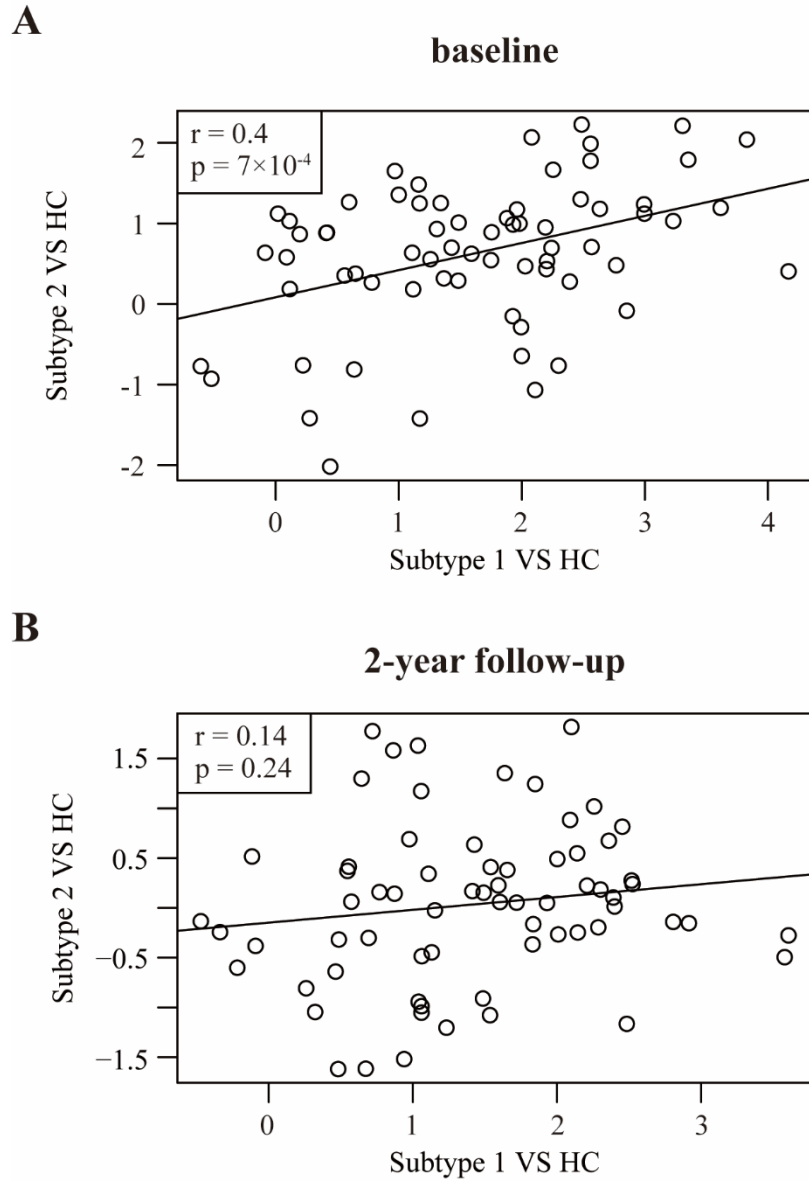 A
baseline
r = 0.4
p = 7×10⁻⁴
2
1
0
-1
-2
Subtype 2 VS HC
0 1 2 3 4
Subtype 1 VS HC
B
2-year follow-up
r = 0.14
p = 0.24
1.5
0.5
−0.5
−1.5
Subtype 2 VS HC
0 1 2 3
Subtype 1 VS HC